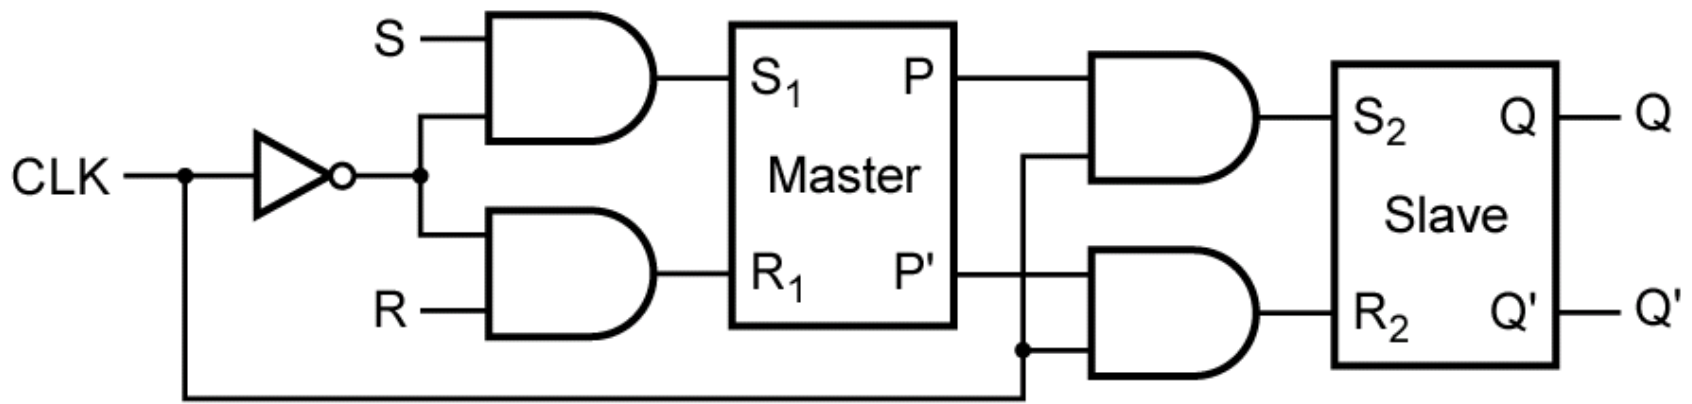 S
CLK
R
S₁
P
Master
R₁
P'
S₂
Q
Slave
R₂
Q'
Q
Q'